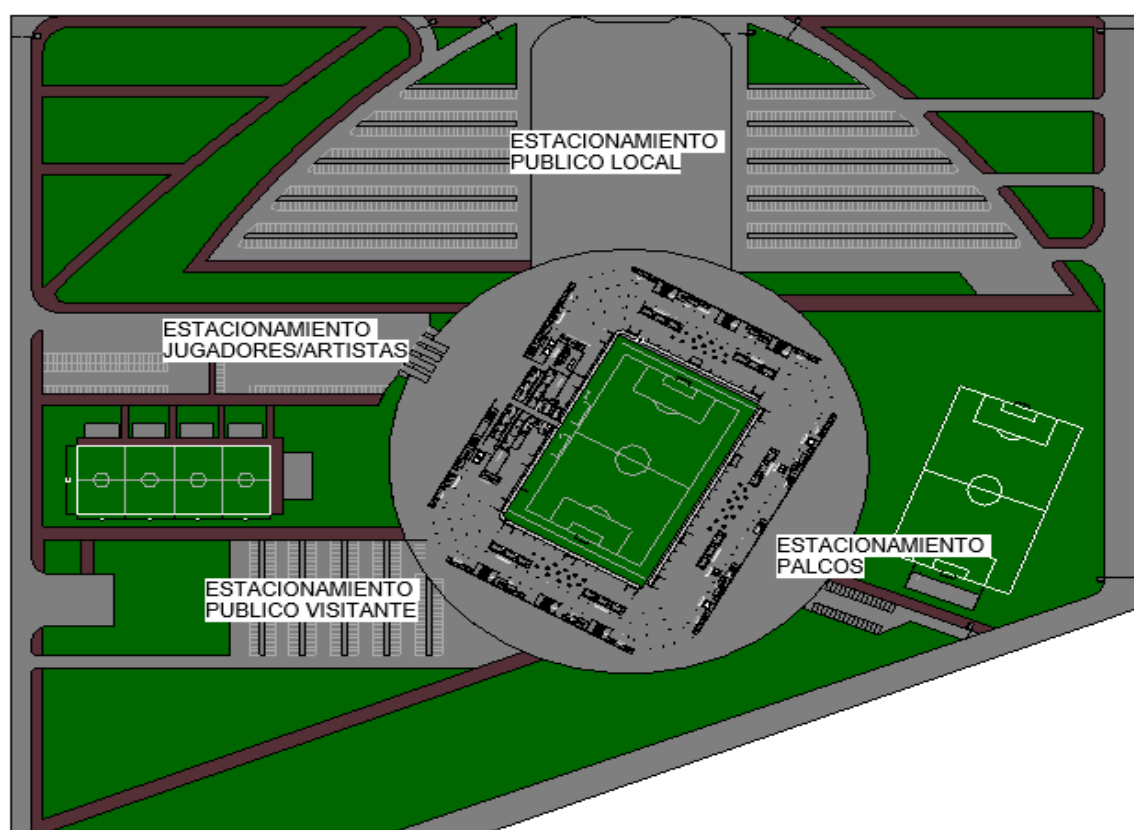 ESTACIONAMIENTO
PUBLICO LOCAL
ESTACIONAMIENTO
JUGADORES/ARTISTAS
ESTACIONAMIENTO
PALCOS
ESTACIONAMIENTO
PUBLICO VISITANTE